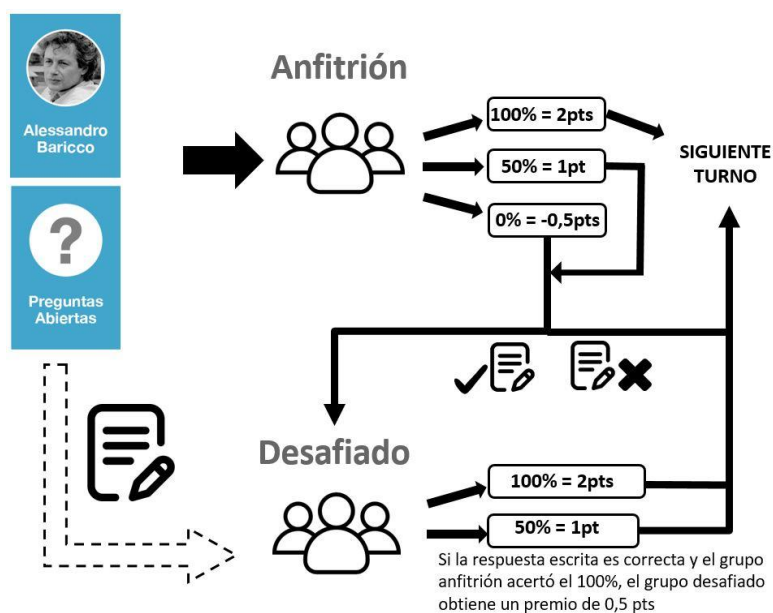 Alessandro
Baricco
?
Preguntas
Abiertas
Anfitrión
100% = 2pts
50% = 1pt
0% = -0,5pts
SIGUIENTE
TURNO
Desafiado
100% = 2pts
50% = 1pt
Si la respuesta escrita es correcta y el grupo
anfitrión acertó el 100%, el grupo desafiado
obtiene un premio de 0,5 pts